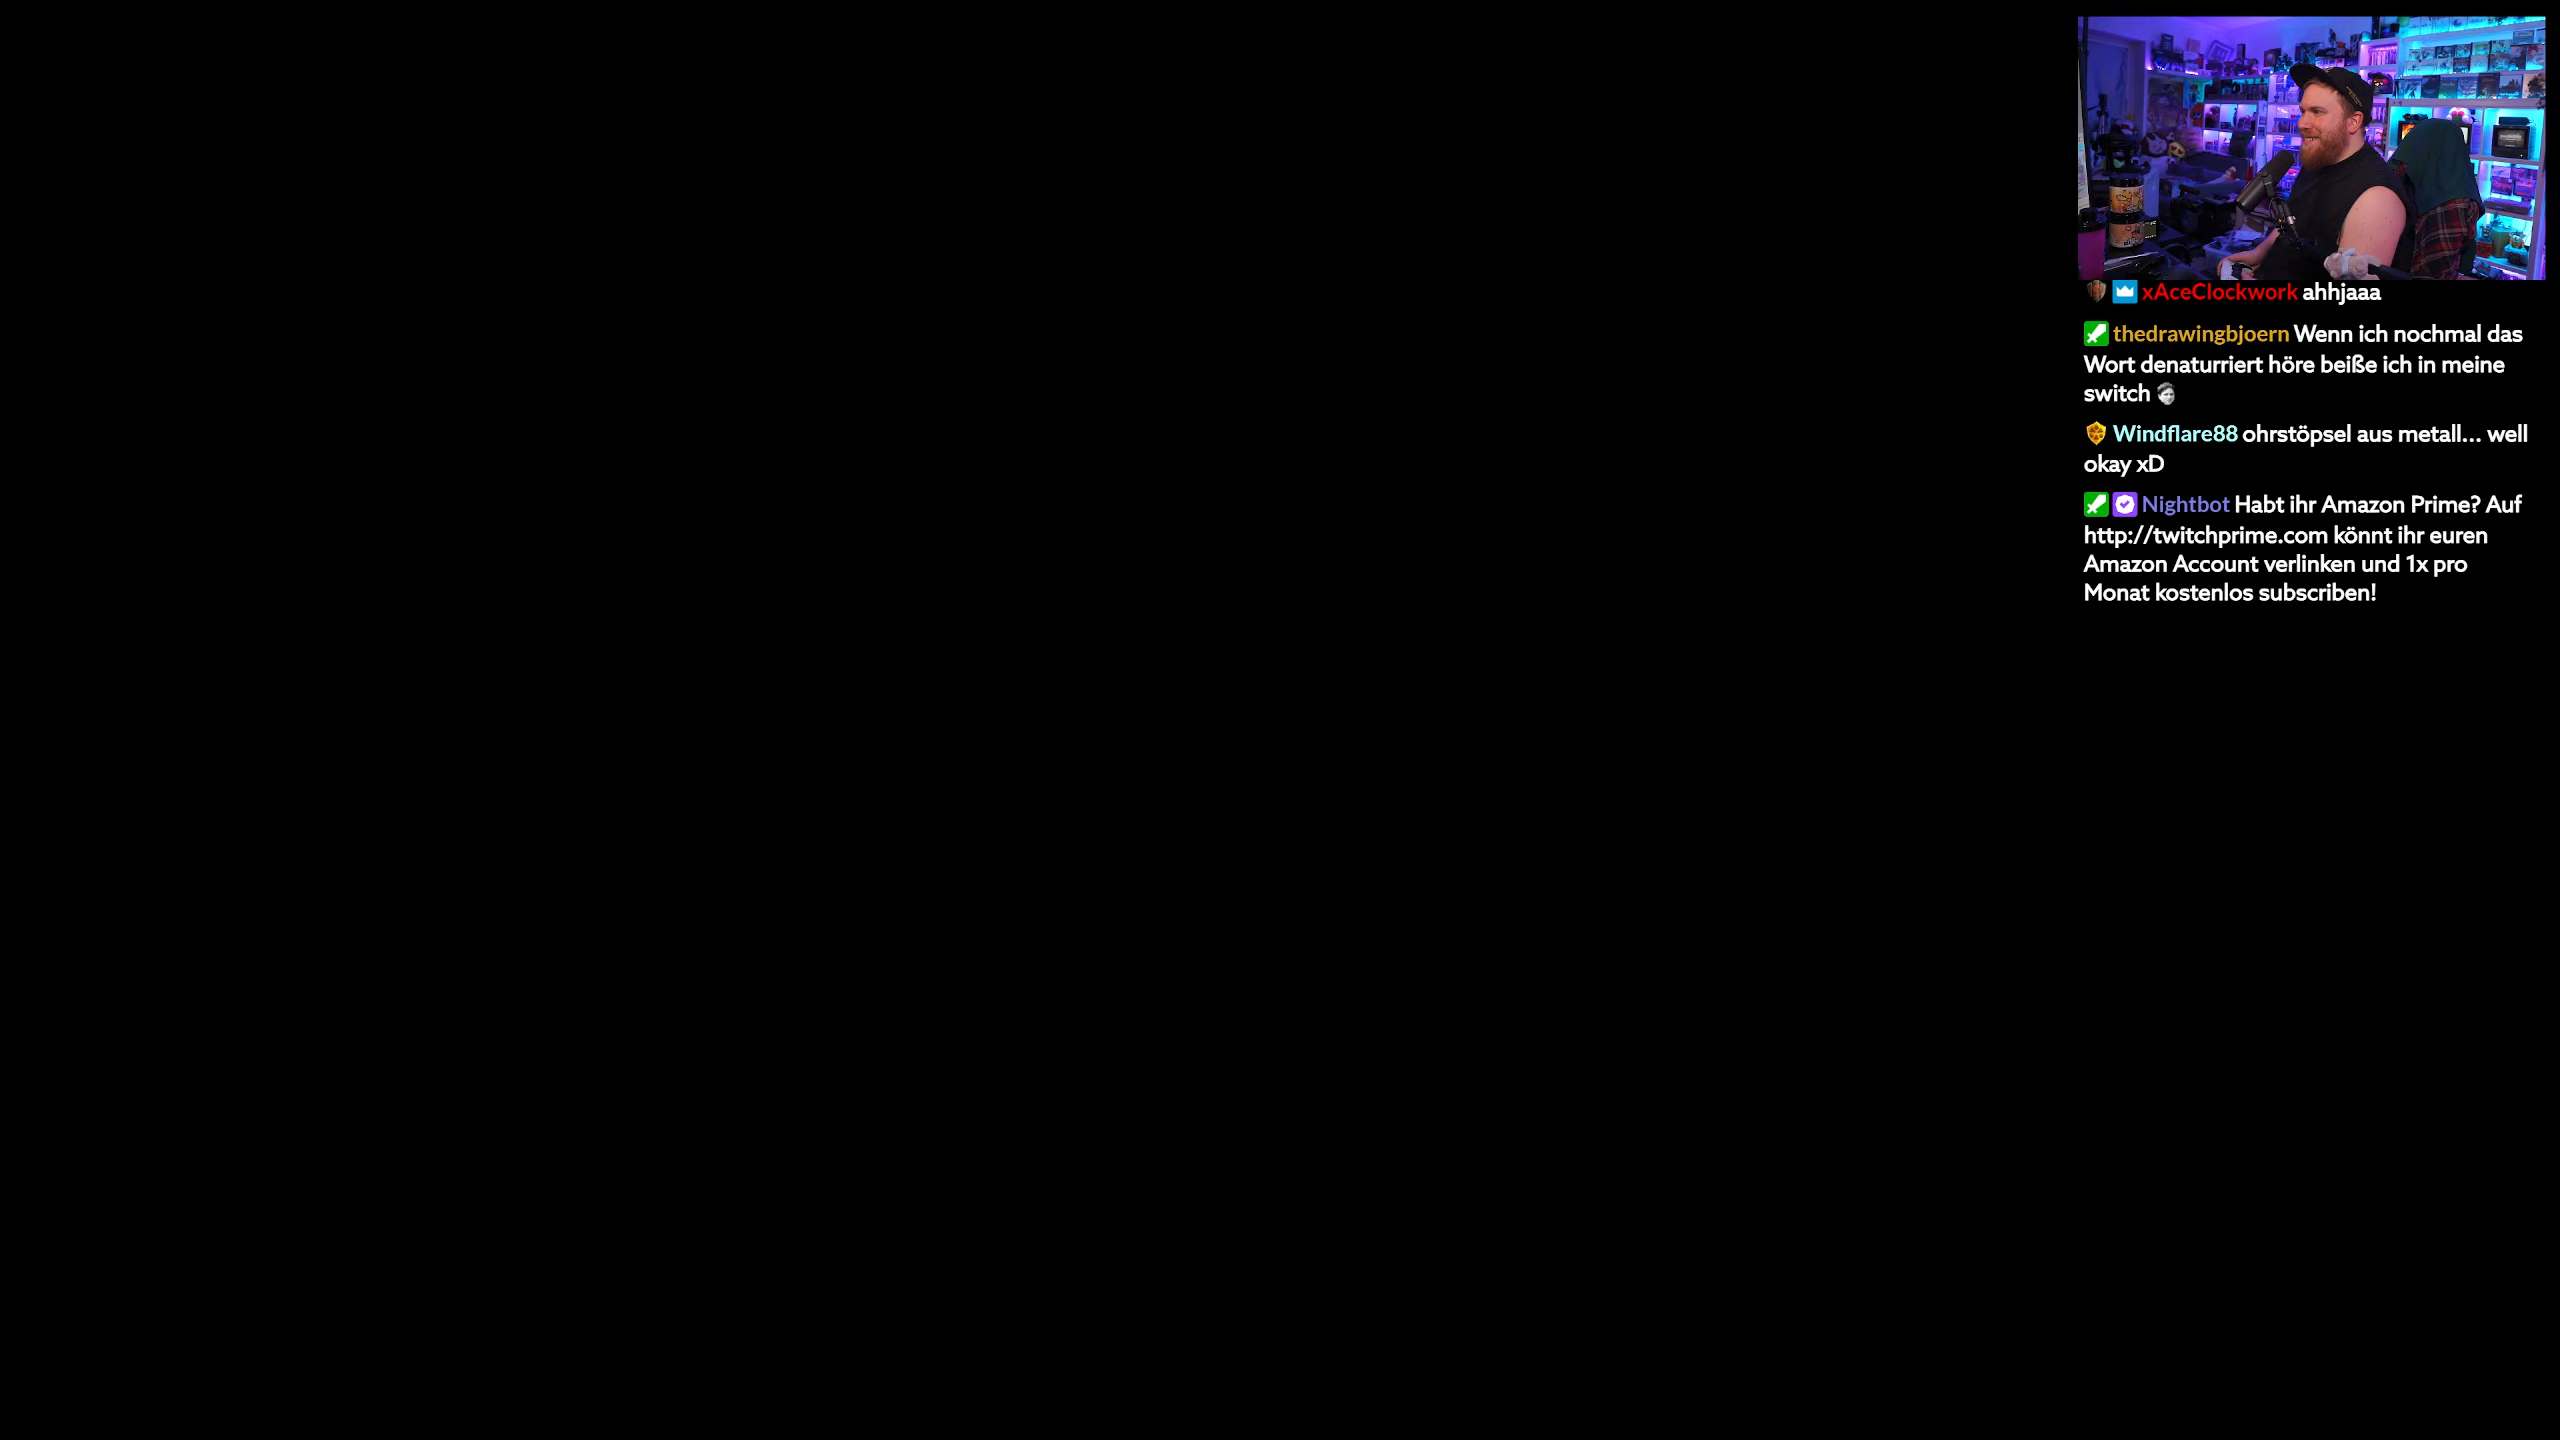 xAceClockwork ahhjaaa
thedrawingbjoern Wenn ich nochmal das
Wort denaturriert höre beiße ich in meine
switch
Windflare88 ohrstöpsel aus metall... well
okay xD
Nightbot Habt ihr Amazon Prime? Auf
http://twitchprime.com könnt ihr euren
Amazon Account verlinken und 1x pro
Monat kostenlos subscriben!